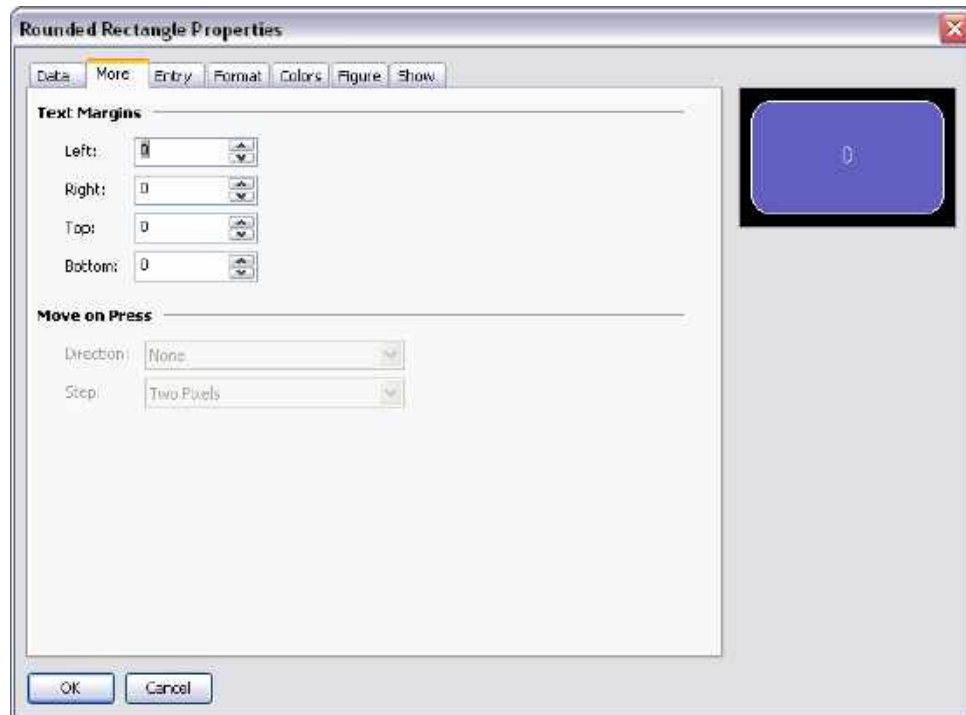 Rounded Rectangle Properties
Data More Entry Format Colors Figure Show
Text Margins
Left: 0
Right: 0
Top: 0
Bottom: 0
0
Move on Press
Direction: None
Step: Two Pixels
OK Cancel